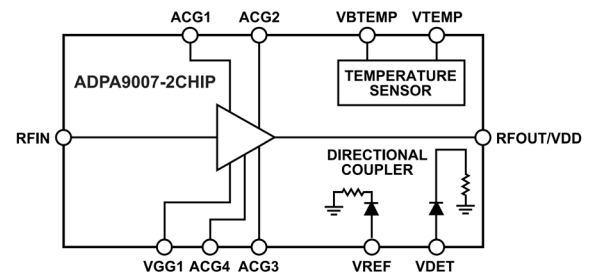 ACG1 ACG2 VBTEMP VTEMP
ADPA9007-2CHIP
TEMPERATURE
SENSOR
RFIN
RFOUT/VDD
DIRECTIONAL
COUPLER
VGG1 ACG4 ACG3 VREF VDET